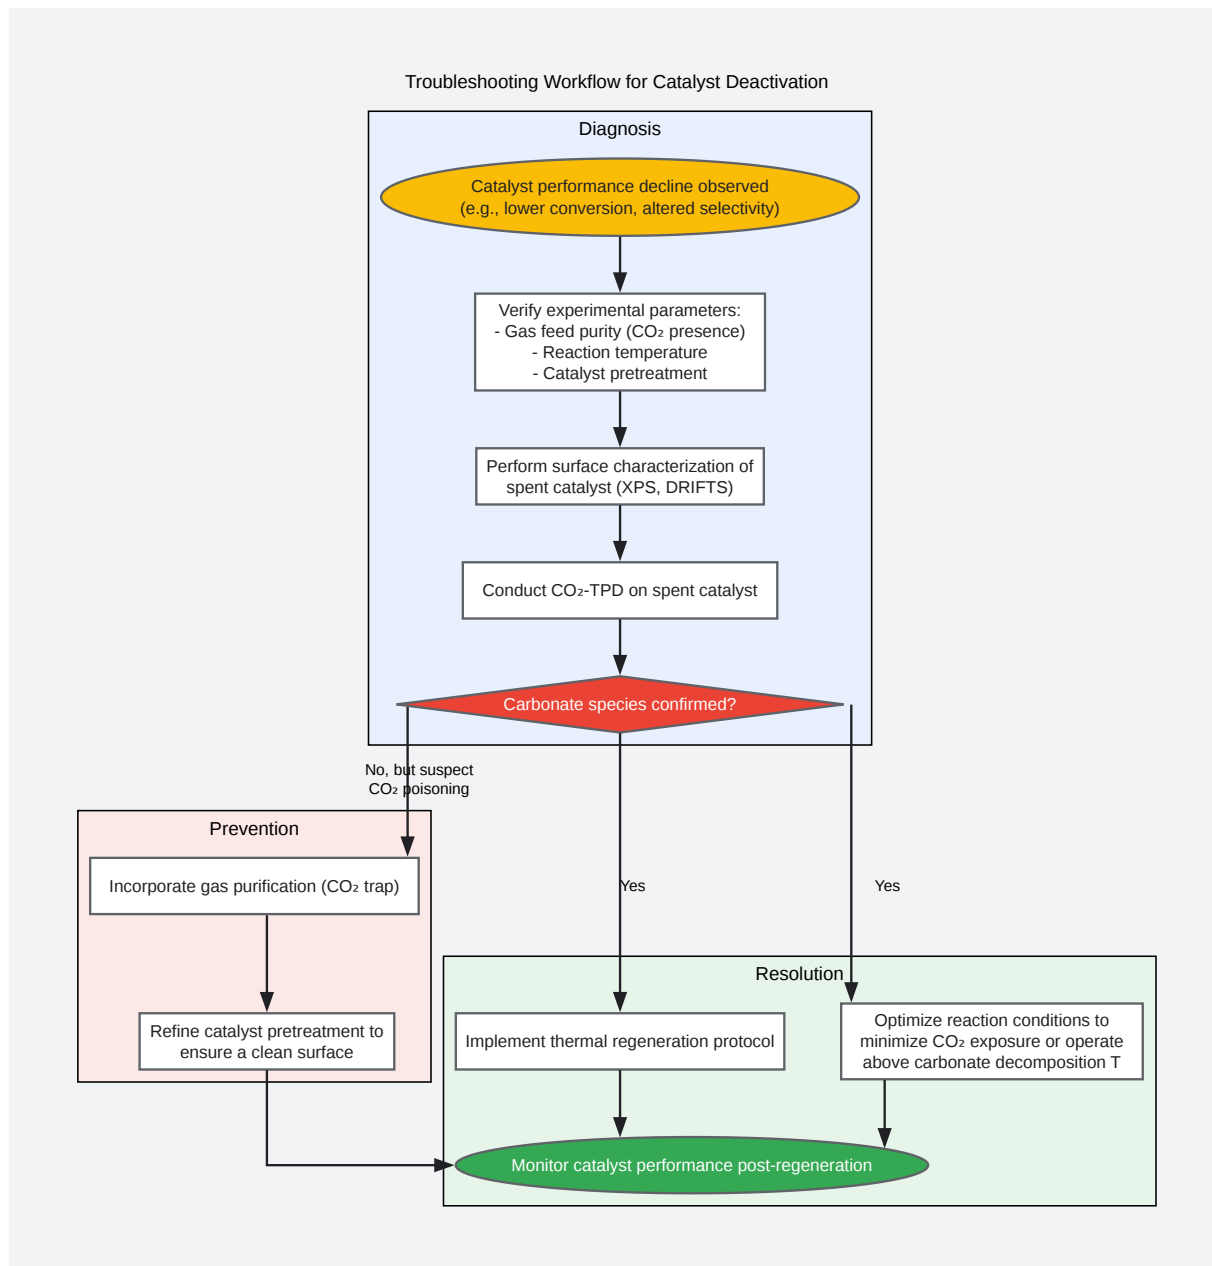 Troubleshooting Workflow for Catalyst Deactivation
Diagnosis
Catalyst performance decline observed
(e.g., lower conversion, altered selectivity)
Verify experimental parameters:
- Gas feed purity (CO₂ presence)
- Reaction temperature
- Catalyst pretreatment
Perform surface characterization of
spent catalyst (XPS, DRIFTS)
Conduct CO₂-TPD on spent catalyst
Carbonate species confirmed?
No, but suspect
CO₂ poisoning
Prevention
Incorporate gas purification (CO₂ trap)
Refine catalyst pretreatment to
ensure a clean surface
Yes
Yes
Resolution
Implement thermal regeneration protocol
Optimize reaction conditions to
minimize CO₂ exposure or operate
above carbonate decomposition T
Monitor catalyst performance post-regeneration